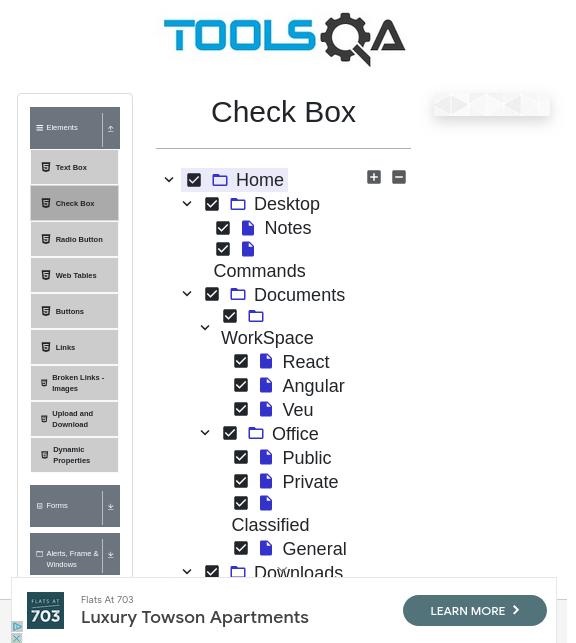 TOOLSQA
Elements
Text Box
Check Box
Radio Button
Web Tables
Buttons
Links
Broken Links -
Images
Upload and
Download
Dynamic
Properties
Forms
Alerts, Frame &
Windows
Check Box
Home
Desktop
Notes
Commands
Documents
WorkSpace
React
Angular
Veu
Office
Public
Private
Classified
General
Downloads
FLATS AT
703
Flats At 703
Luxury Towson Apartments
LEARN MORE